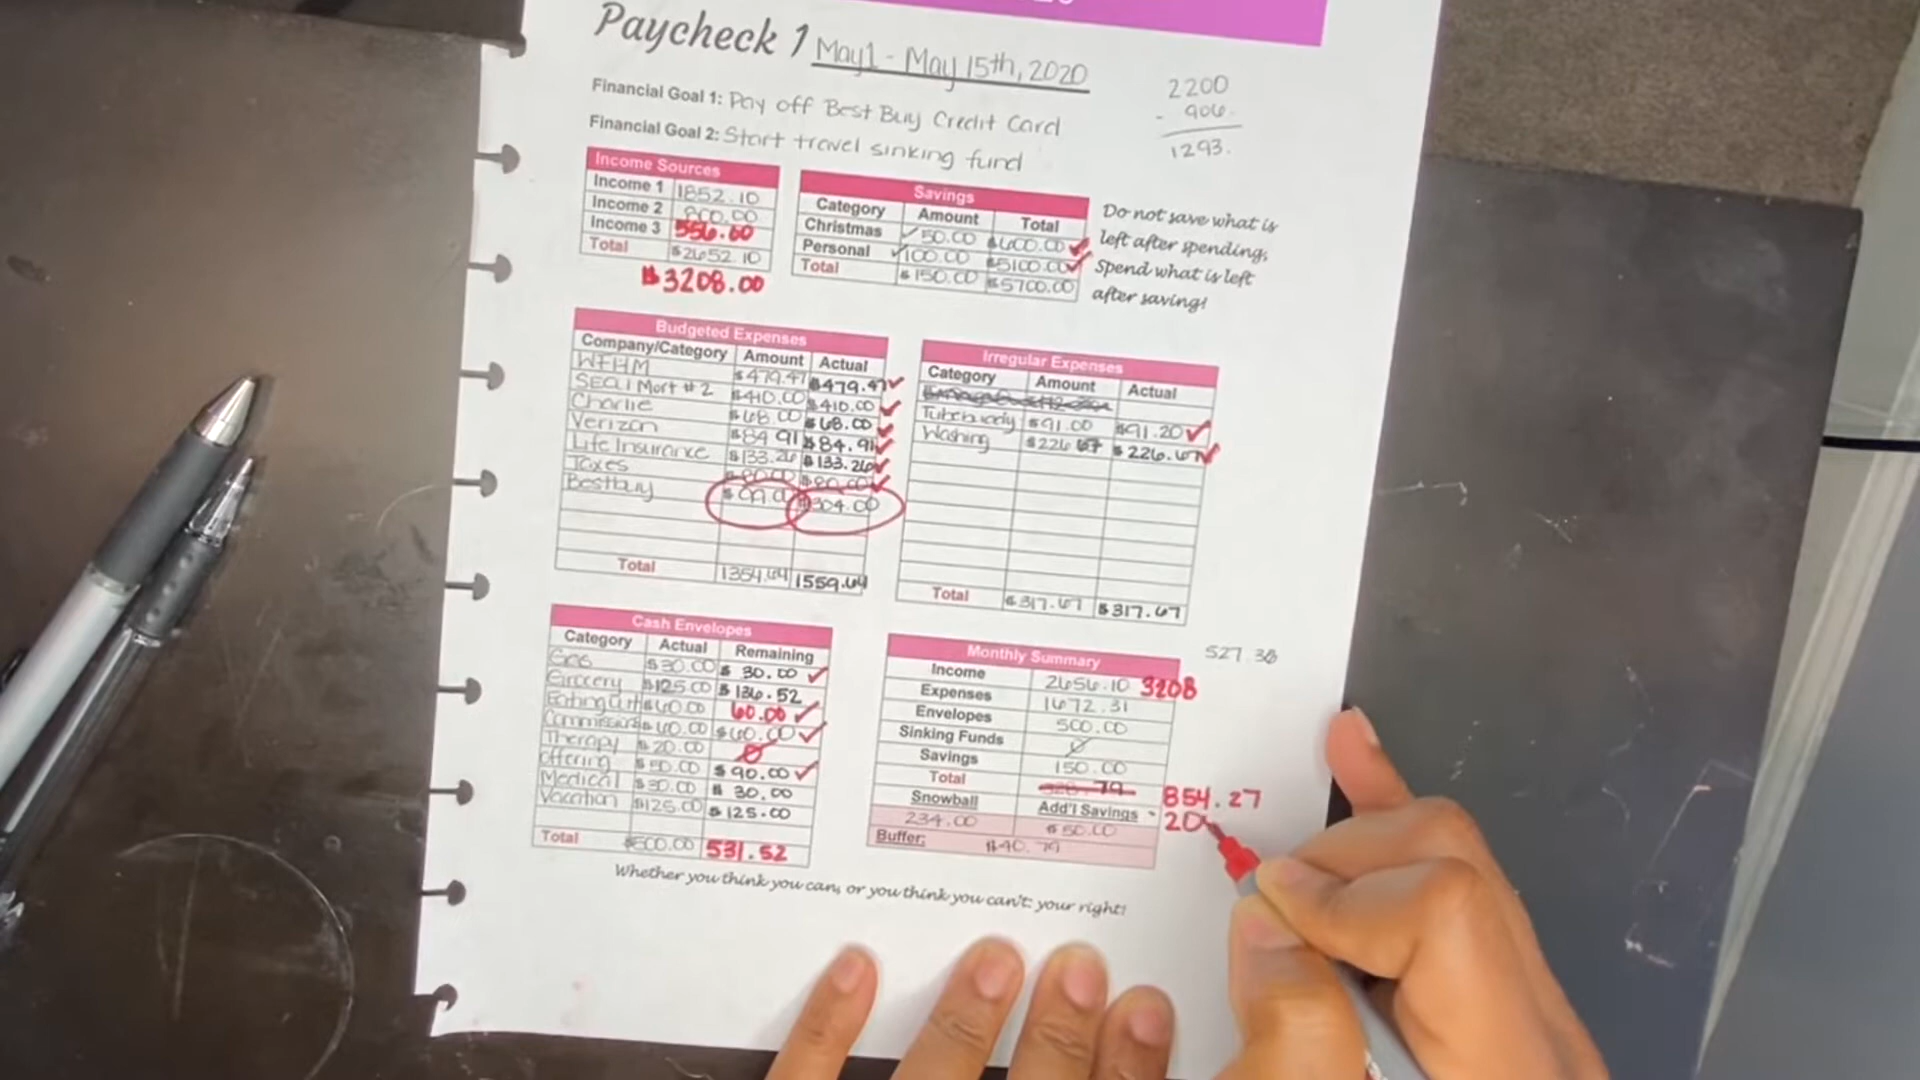 Paycheck 1 May 1 - May 15th, 2020
Financial Goal 1: Pay off Best Buy Credit Card
Financial Goal 2: Start travel sinking fund
2200
- 906.
1293.
Income Sources
Income 1 1852.10
Income 2 800.00
Income 3 556.00
Total $2652.10
$3208.00
Savings
Category Amount Total
Christmas ✓50.00 $600.00 ✓
Personal ✓100.00 $5100.00 ✓
Total $150.00 $5700.00
Do not save what is
left after spending,
Spend what is left
after saving!
Budgeted Expenses
Company/Category Amount Actual
WFHM $479.47 $479.47 ✓
SECU Mort #2 $410.00 $410.00 ✓
Charlie $68.00 $68.00 ✓
Verizon $84.91 $84.91 ✓
Life Insurance $133.26 $133.26 ✓
Taxes $80.00 $80.00 ✓
Bestbuy $99.00 $304.00
Total 1354.64 1559.64
Irregular Expenses
Category Amount Actual
Tubebuddy $91.00 $91.20 ✓
Washing $226.67 $226.67 ✓
Total $317.67 $317.67
Cash Envelopes
Category Actual Remaining
Gas $30.00 $30.00 ✓
Grocery $125.00 $136.52
Eating Out $60.00 60.00 ✓
Commissions $60.00 $60.00 ✓
Therapy $20.00 0
Offering $50.00 $90.00 ✓
Medical $30.00 $30.00
Vacation $125.00 $125.00
Total $500.00 531.52
527.36
Monthly Summary
Income 2656.10 3208
Expenses 1672.31
Envelopes 500.00
Sinking Funds 0
Savings 150.00
Total 79 854.27
Snowball Add'l Savings - 20
234.00 $50.00
Buffer: $40.79
Whether you think you can, or you think you can't: your right!